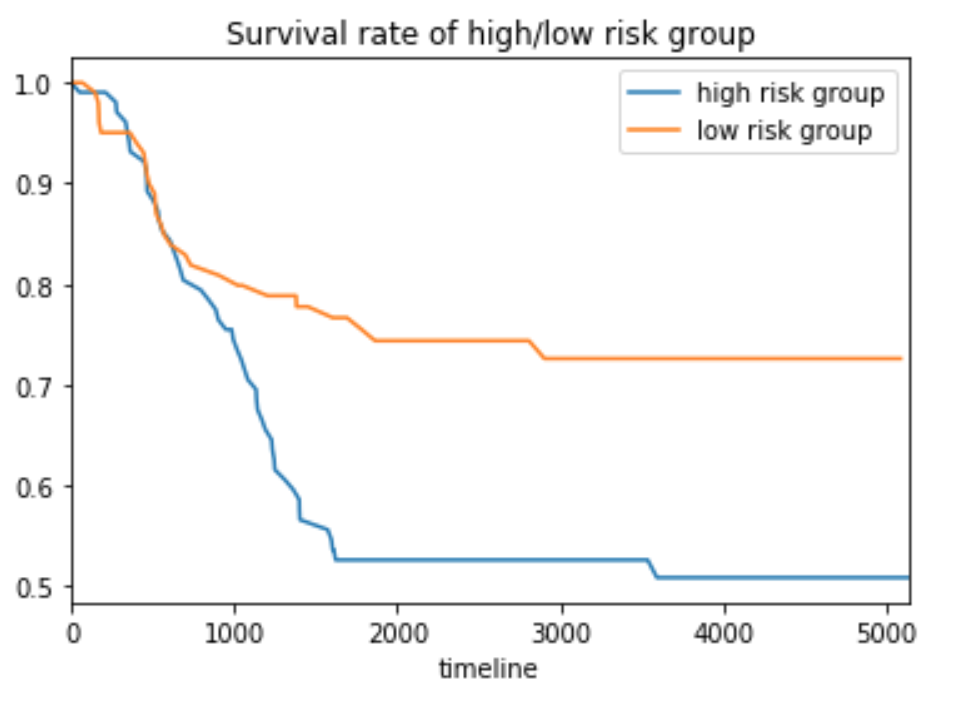 Survival rate of high/low risk group
high risk group
low risk group
1.0
0.9
0.8
0.7
0.6
0.5
0 1000 2000 3000 4000 5000
timeline